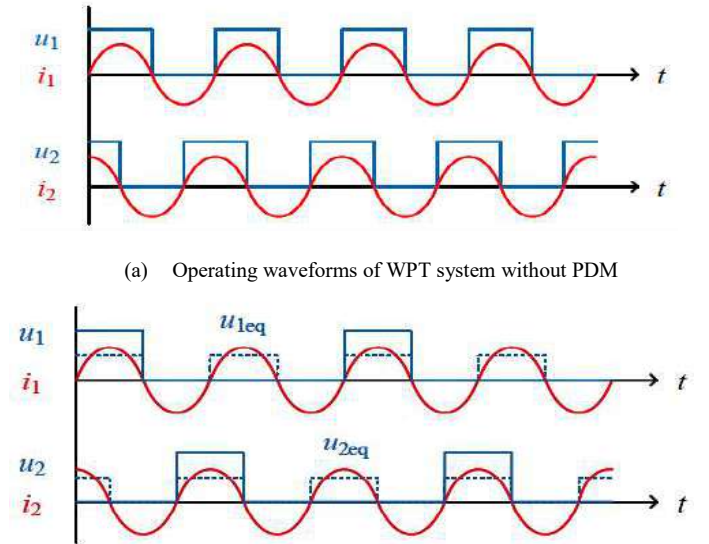 u1
i1
t
u2
i2
t
(a) Operating waveforms of WPT system without PDM
u1
u1eq
i1
t
u2
u2eq
i2
t